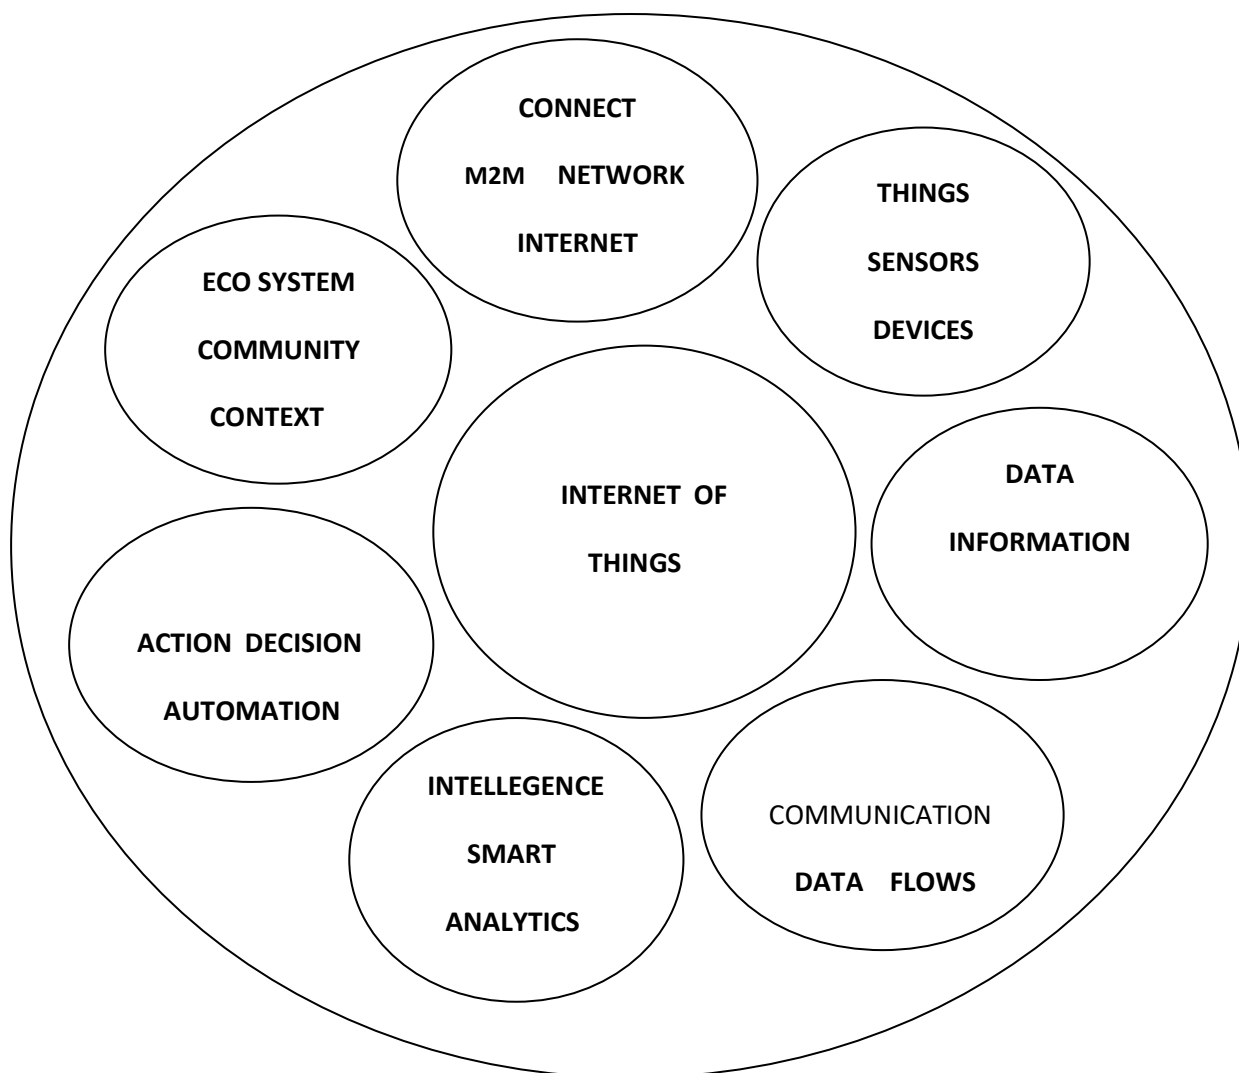 CONNECT
M2M NETWORK
INTERNET
THINGS
SENSORS
DEVICES
ECO SYSTEM
COMMUNITY
CONTEXT
INTERNET OF
THINGS
DATA
INFORMATION
ACTION DECISION
AUTOMATION
INTELLEGENCE
SMART
ANALYTICS
COMMUNICATION
DATA FLOWS